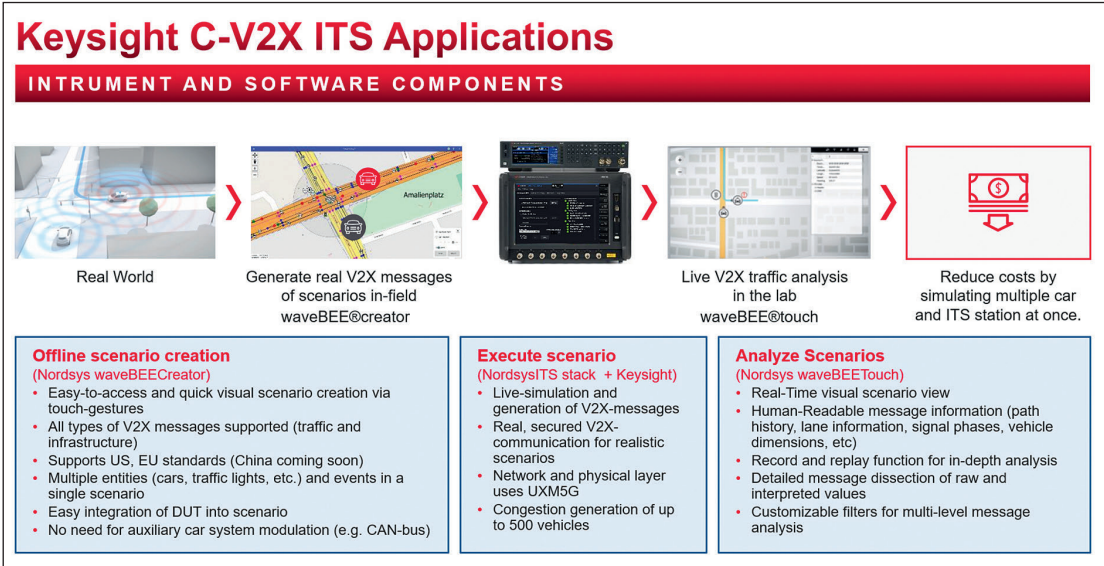 Keysight C-V2X ITS Applications
INTRUMENT AND SOFTWARE COMPONENTS
Amalienplatz
Real World
Generate real V2X messages
of scenarios in-field
waveBEE®creator
Live V2X traffic analysis
in the lab
waveBEE®touch
$
Reduce costs by
simulating multiple car
and ITS station at once.
Offline scenario creation
(Nordsys waveBEECreator)
• Easy-to-access and quick visual scenario creation via
touch-gestures
• All types of V2X messages supported (traffic and
infrastructure)
• Supports US, EU standards (China coming soon)
• Multiple entities (cars, traffic lights, etc.) and events in a
single scenario
• Easy integration of DUT into scenario
• No need for auxiliary car system modulation (e.g. CAN-bus)
Execute scenario
(NordsysITS stack + Keysight)
• Live-simulation and
generation of V2X-messages
• Real, secured V2X-
communication for realistic
scenarios
• Network and physical layer
uses UXM5G
• Congestion generation of up
to 500 vehicles
Analyze Scenarios
(Nordsys waveBEETouch)
• Real-Time visual scenario view
• Human-Readable message information (path
history, lane information, signal phases, vehicle
dimensions, etc)
• Record and replay function for in-depth analysis
• Detailed message dissection of raw and
interpreted values
• Customizable filters for multi-level message
analysis